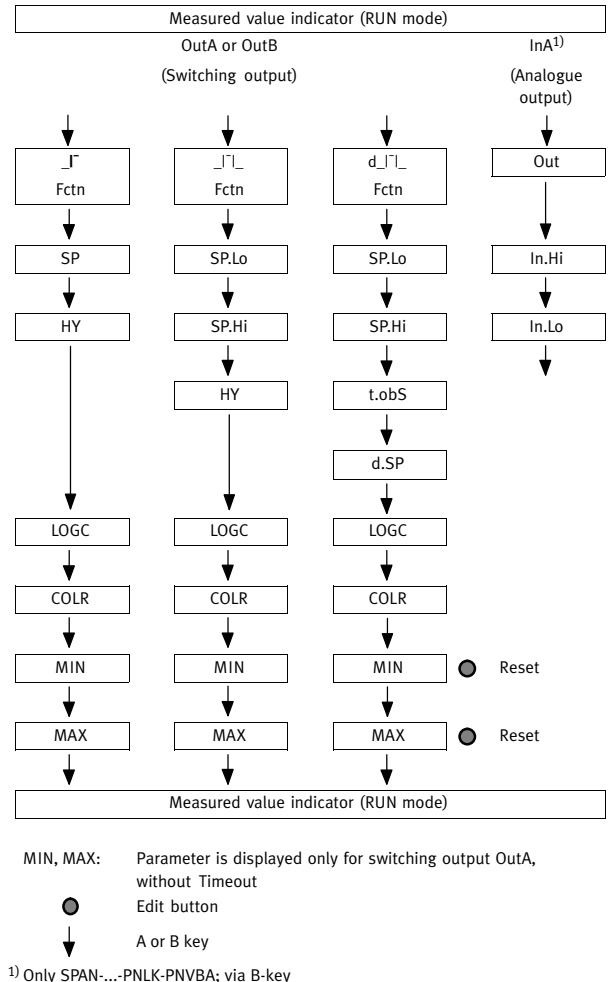 Measured value indicator (RUN mode)
OutA or OutB
(Switching output)
InA1)
(Analogue
output)
_|¯
Fctn
_|¯|_
Fctn
d_|¯|_
Fctn
Out
SP
SP.Lo
SP.Lo
In.Hi
HY
SP.Hi
SP.Hi
In.Lo
HY
t.obS
d.SP
LOGC
LOGC
LOGC
COLR
COLR
COLR
MIN
MIN
MIN
Reset
MAX
MAX
MAX
Reset
Measured value indicator (RUN mode)
MIN, MAX: Parameter is displayed only for switching output OutA,
without Timeout
Edit button
A or B key
1) Only SPAN-...-PNLK-PNVBA; via B-key